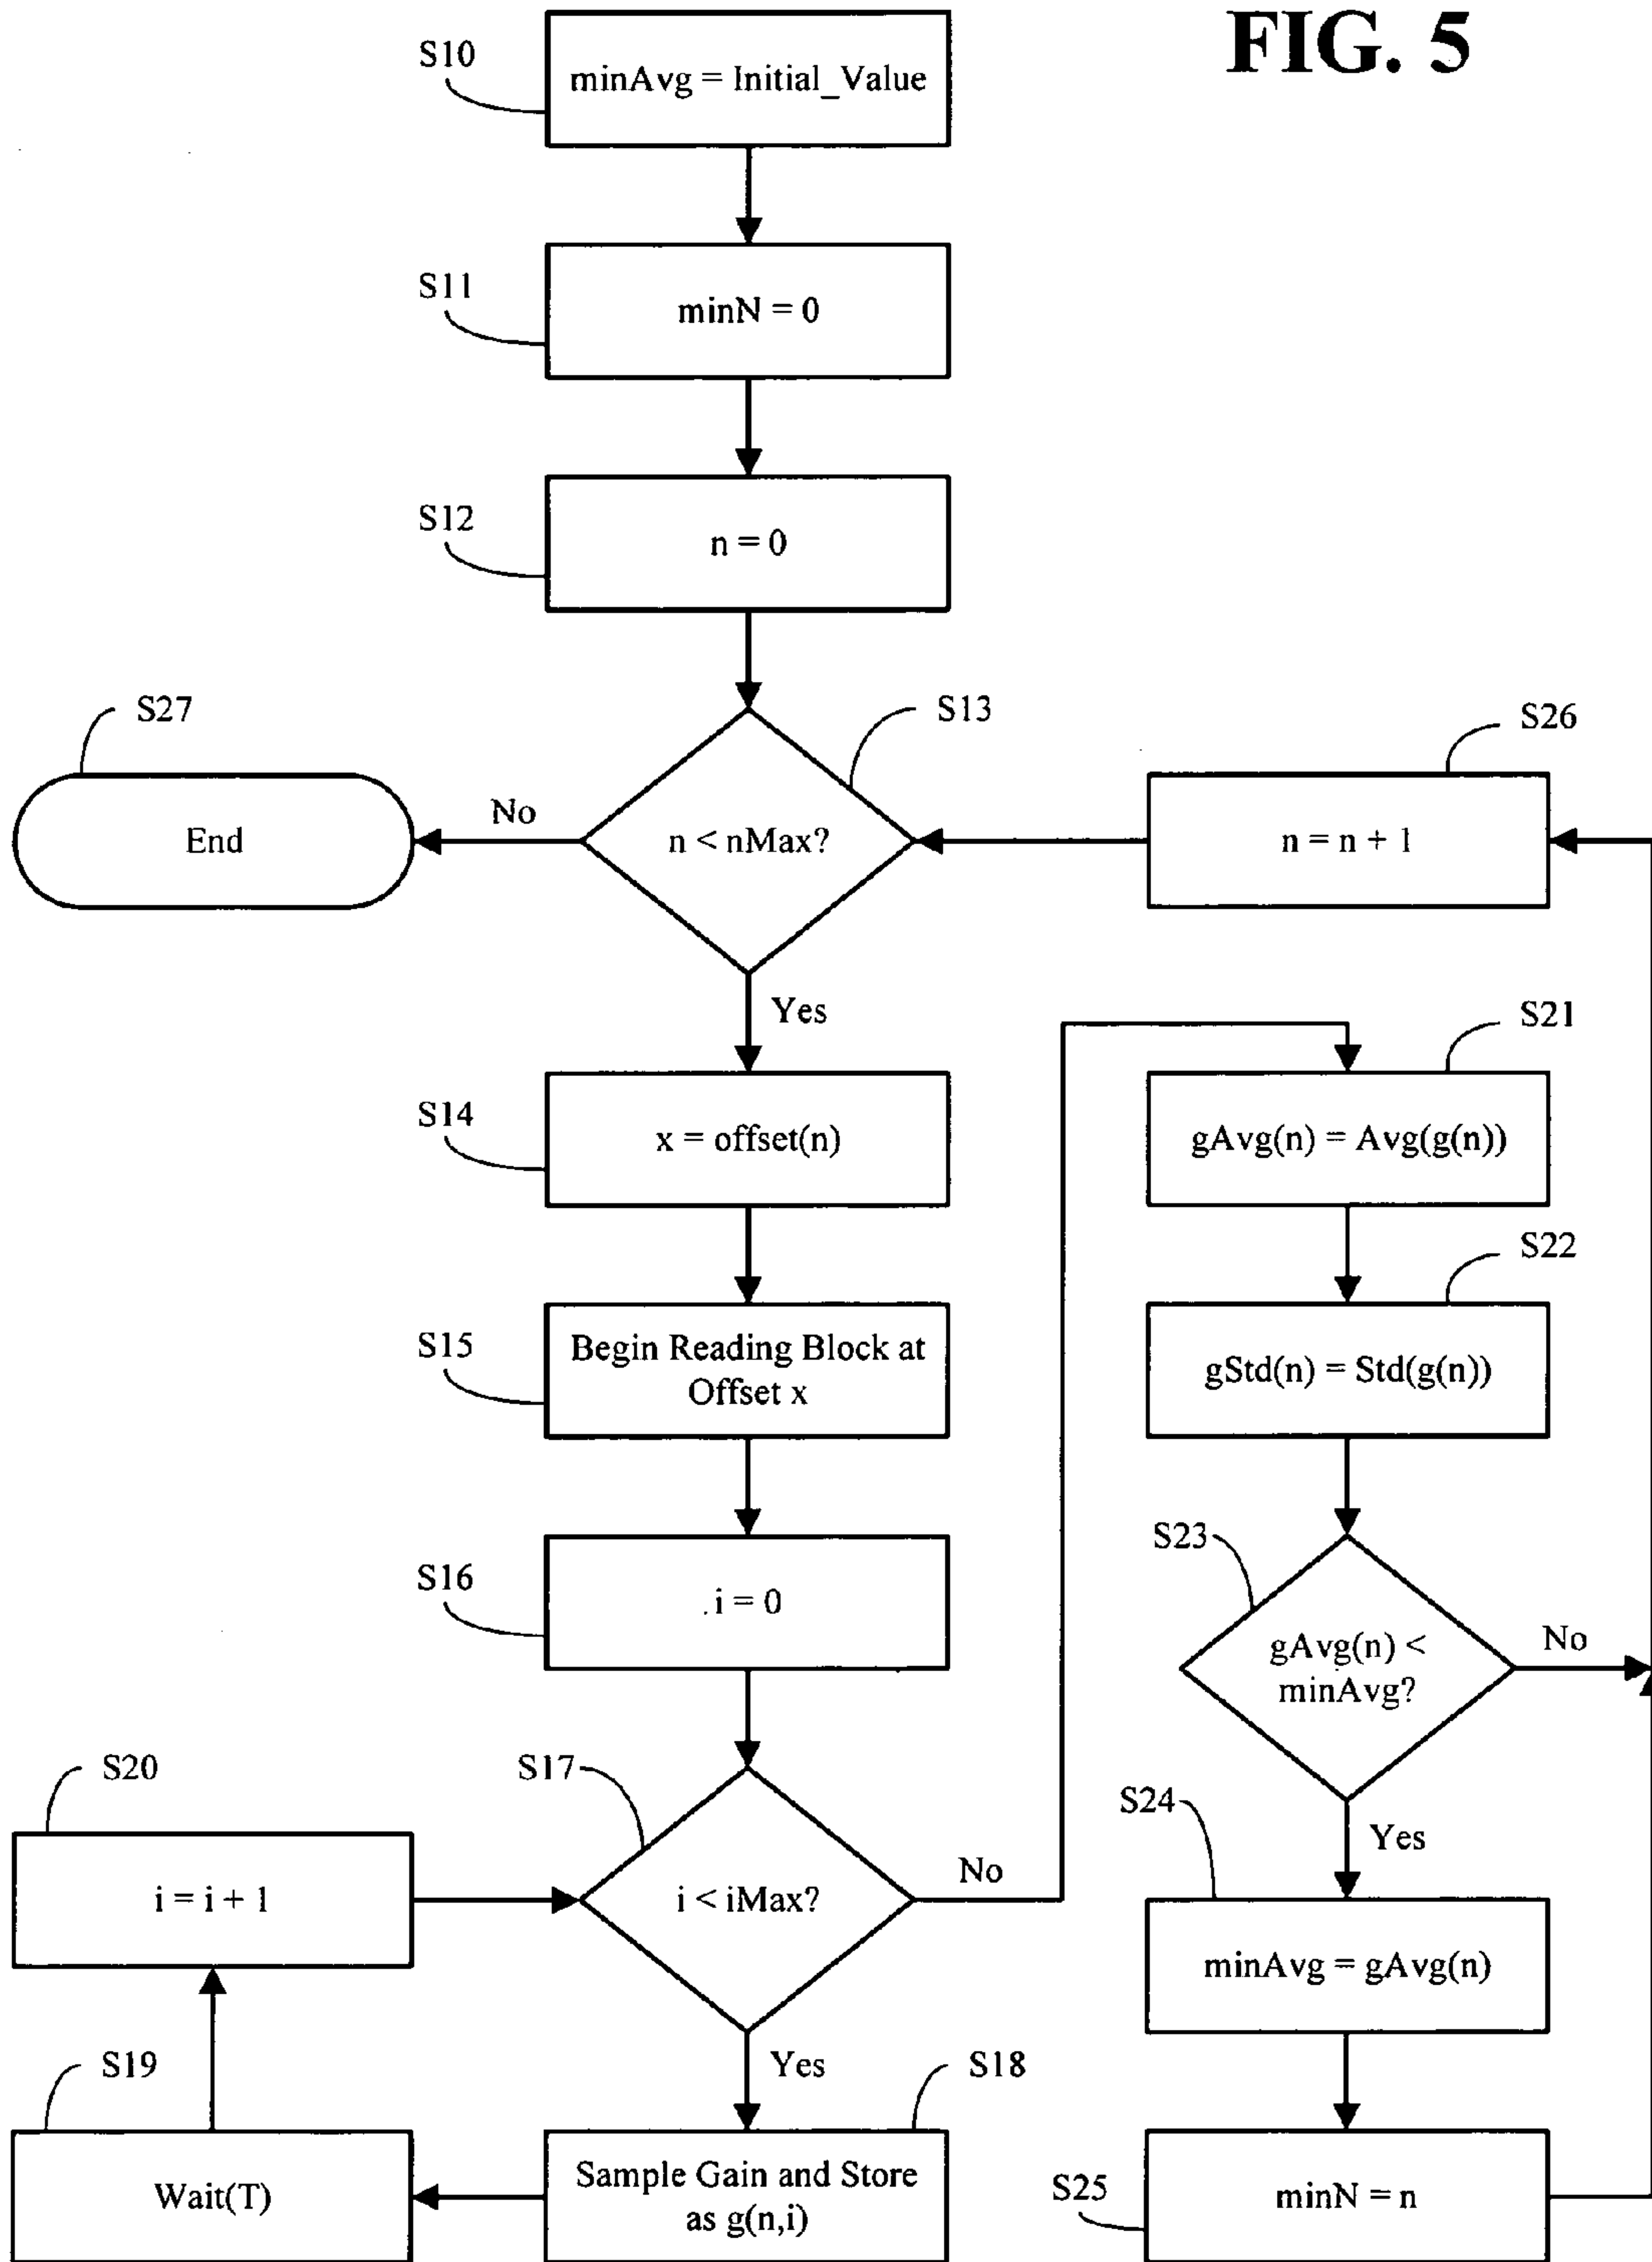 FIG. 5
S10
minAvg = Initial_Value
S11
minN = 0
S12
n = 0
S27
S13
S26
End
No
n < nMax?
n = n + 1
Yes
S21
S14
x = offset(n)
gAvg(n) = Avg(g(n))
S22
S15
Begin Reading Block at
Offset x
gStd(n) = Std(g(n))
S23
S16
i = 0
gAvg(n) <
minAvg?
No
S20
S17
S24
Yes
i = i + 1
i < iMax?
No
minAvg = gAvg(n)
S19
Yes
S18
Wait(T)
Sample Gain and Store
as g(n,i)
S25
minN = n